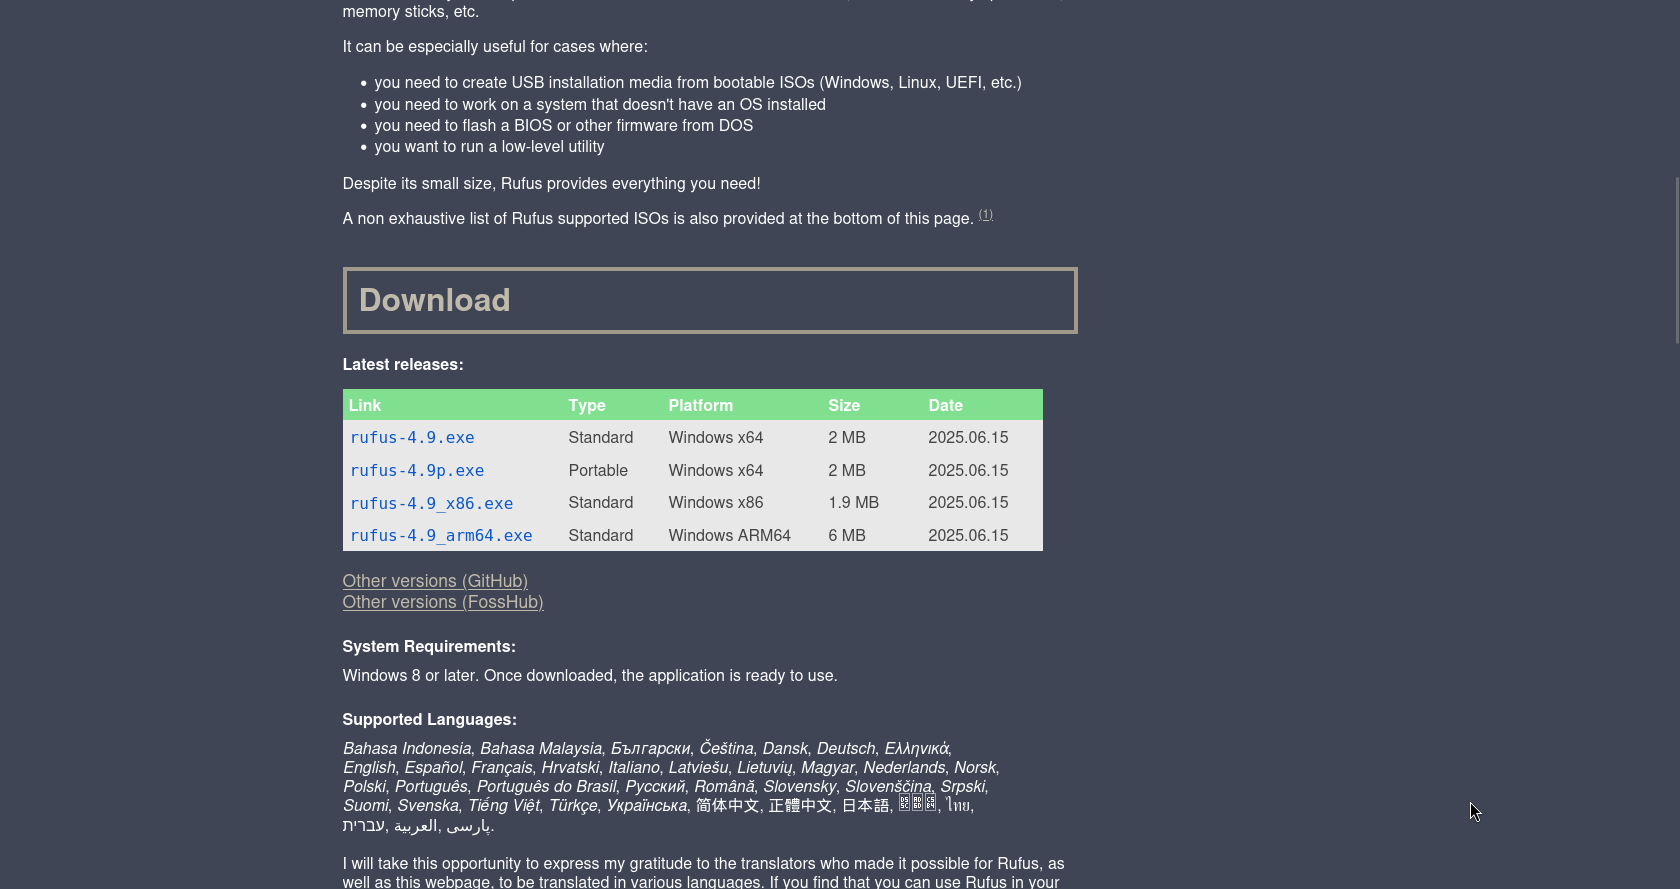 memory sticks, etc.
It can be especially useful for cases where:
• you need to create USB installation media from bootable ISOs (Windows, Linux, UEFI, etc.)
• you need to work on a system that doesn't have an OS installed
• you need to flash a BIOS or other firmware from DOS
• you want to run a low-level utility
Despite its small size, Rufus provides everything you need!
A non exhaustive list of Rufus supported ISOs is also provided at the bottom of this page. (1)
Download
Latest releases:
Link Type Platform Size Date
rufus-4.9.exe Standard Windows x64 2 MB 2025.06.15
rufus-4.9p.exe Portable Windows x64 2 MB 2025.06.15
rufus-4.9_x86.exe Standard Windows x86 1.9 MB 2025.06.15
rufus-4.9_arm64.exe Standard Windows ARM64 6 MB 2025.06.15
Other versions (GitHub)
Other versions (FossHub)
System Requirements:
Windows 8 or later. Once downloaded, the application is ready to use.
Supported Languages:
Bahasa Indonesia, Bahasa Malaysia, Български, Čeština, Dansk, Deutsch, Ελληνικά,
English, Español, Français, Hrvatski, Italiano, Latviešu, Lietuvių, Magyar, Nederlands, Norsk,
Polski, Português, Português do Brasil, Русский, Română, Slovensky, Slovenščina, Srpski,
Suomi, Svenska, Tiếng Việt, Türkçe, Українська, 简体中文, 正體中文, 日本語, ไทย,
עברית, العربية, پارسی.
I will take this opportunity to express my gratitude to the translators who made it possible for Rufus, as
well as this webpage, to be translated in various languages. If you find that you can use Rufus in your